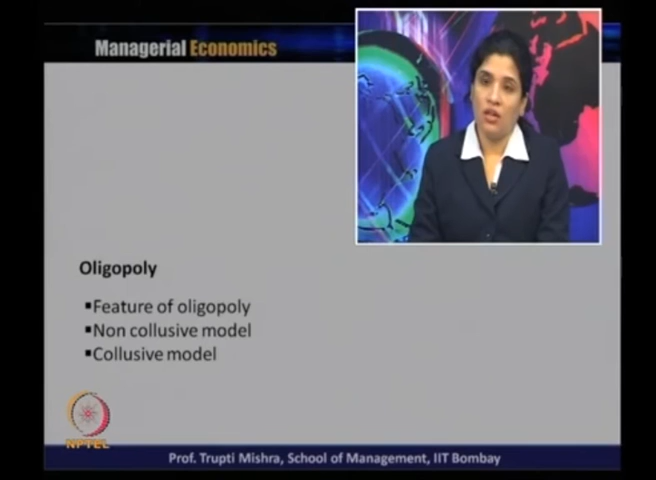 Managerial Economics
Oligopoly
▪Feature of oligopoly
▪Non collusive model
▪Collusive model
NPTEL
Prof. Trupti Mishra, School of Management, IIT Bombay